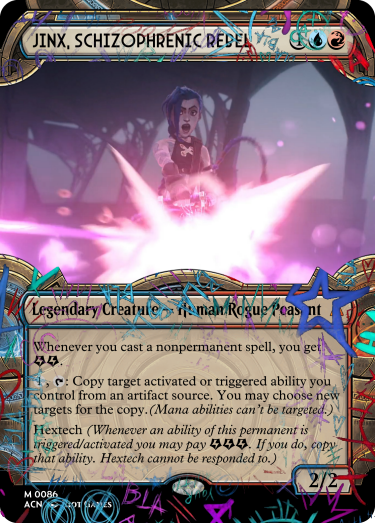 JINX, SCHIZOPHRENIC REBEL 1
Legendary Creature — Human Rogue Peasant
Whenever you cast a nonpermanent spell, you get
.
1, : Copy target activated or triggered ability you
control from an artifact source. You may choose new
targets for the copy. (Mana abilities can't be targeted.)
Hextech (Whenever an ability of this permanent is
triggered/activated you may pay . If you do, copy
that ability. Hextech cannot be responded to.)
2/2
M 0086
ACN
BLA